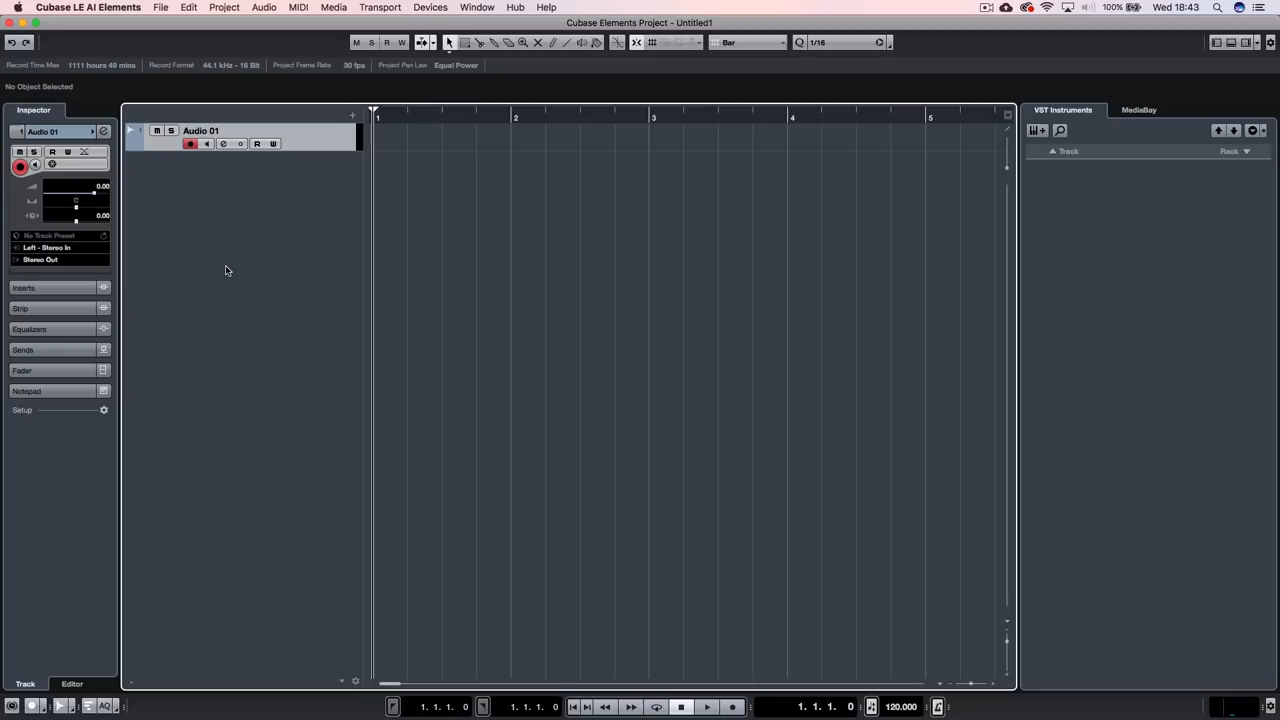 Cubase LE AI Elements File Edit Project Audio MIDI Media Transport Devices Window Hub Help 100% Wed 18:43
Cubase Elements Project - Untitled1
M S R W Bar Q 1/16
Record Time Max 1111 hours 49 mins Record Format 44.1 kHz - 16 Bit Project Frame Rate 30 fps Project Pan Law Equal Power
No Object Selected
Inspector
VST Instruments MediaBay
1 2 3 4 5
1 Audio 01
1 M S Audio 01
R W
M S R W
Track Rack
0.00
C
0.00
No Track Preset
Left - Stereo In
Stereo Out
Inserts
Strip
Equalizers
Sends
Fader
Notepad
Setup
Track Editor
AQ 1. 1. 1. 0 1. 1. 1. 0 1. 1. 1. 0 120.000